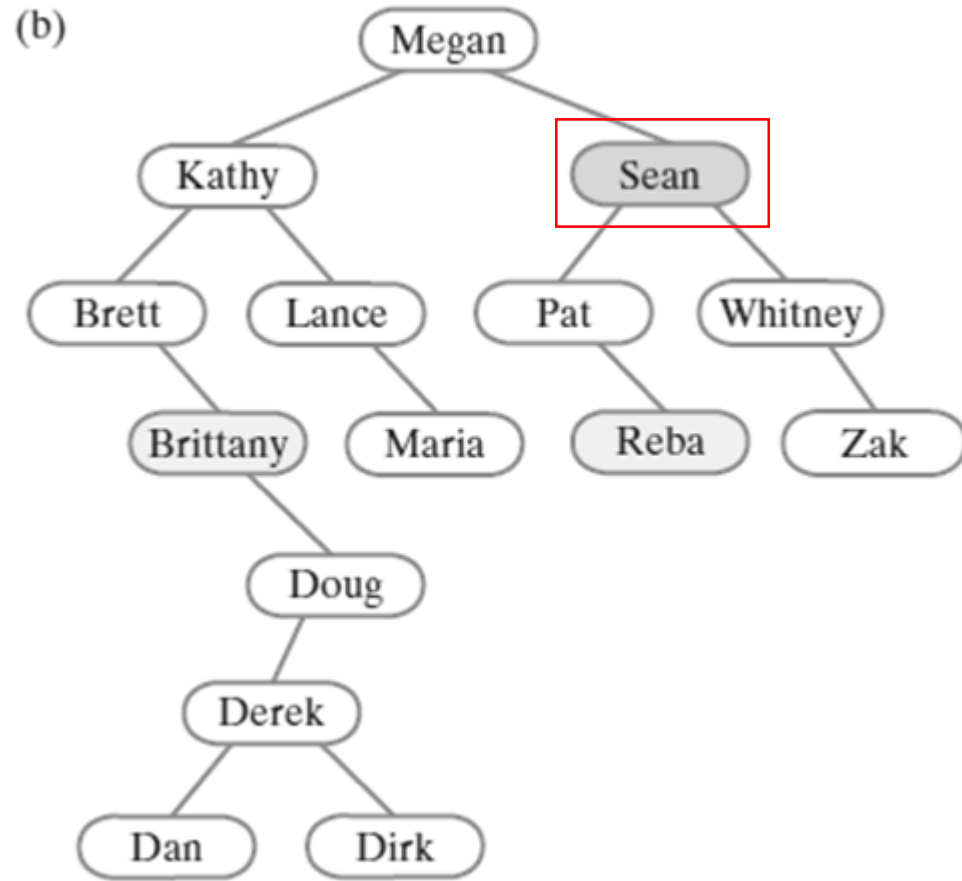 (b)
Megan
Kathy
Sean
Brett
Lance
Pat
Whitney
Brittany
Maria
Reba
Zak
Doug
Derek
Dan
Dirk